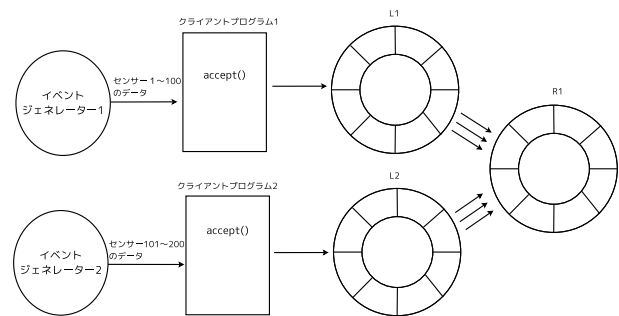 L1
クライアントプログラム1
イベント
ジェネレーター1
センサー 1〜100
のデータ
accept()
R1
L2
クライアントプログラム2
イベント
ジェネレーター2
センサー101〜200
のデータ
accept()